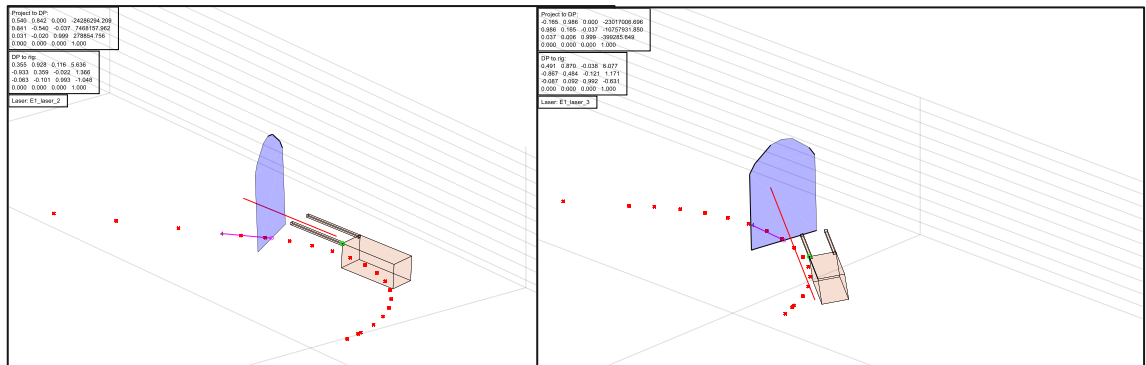 Project to DP:
0.540 0.842 0.000 -24286294.209
0.841 -0.540 -0.037 7468157.962
0.031 -0.020 0.999 278854.756
0.000 0.000 0.000 1.000
DP to rig:
0.355 0.928 0.116 5.636
-0.933 0.359 -0.022 1.366
-0.063 -0.101 0.993 -1.048
0.000 0.000 0.000 1.000
Laser: E1_laser_2
Project to DP:
-0.165 0.986 0.000 -23017006.696
0.986 0.165 -0.037 -10757931.850
0.037 0.006 0.999 -399285.649
0.000 0.000 0.000 1.000
DP to rig:
0.491 0.870 -0.038 6.077
-0.867 0.484 -0.121 1.171
-0.087 0.092 0.992 -0.631
0.000 0.000 0.000 1.000
Laser: E1_laser_3